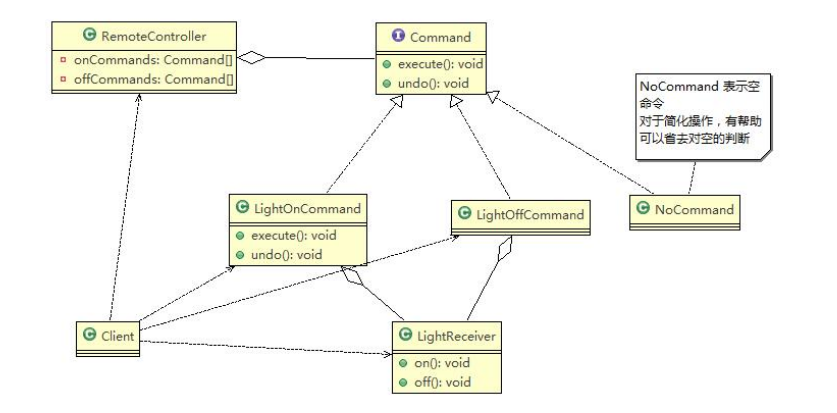 RemoteController
onCommands: Command[]
offCommands: Command[]
Command
execute(): void
undo(): void
NoCommand 表示空
命令
对于简化操作，有帮助
可以省去对空的判断
LightOnCommand
execute(): void
undo(): void
LightOffCommand
NoCommand
Client
LightReceiver
on(): void
off(): void